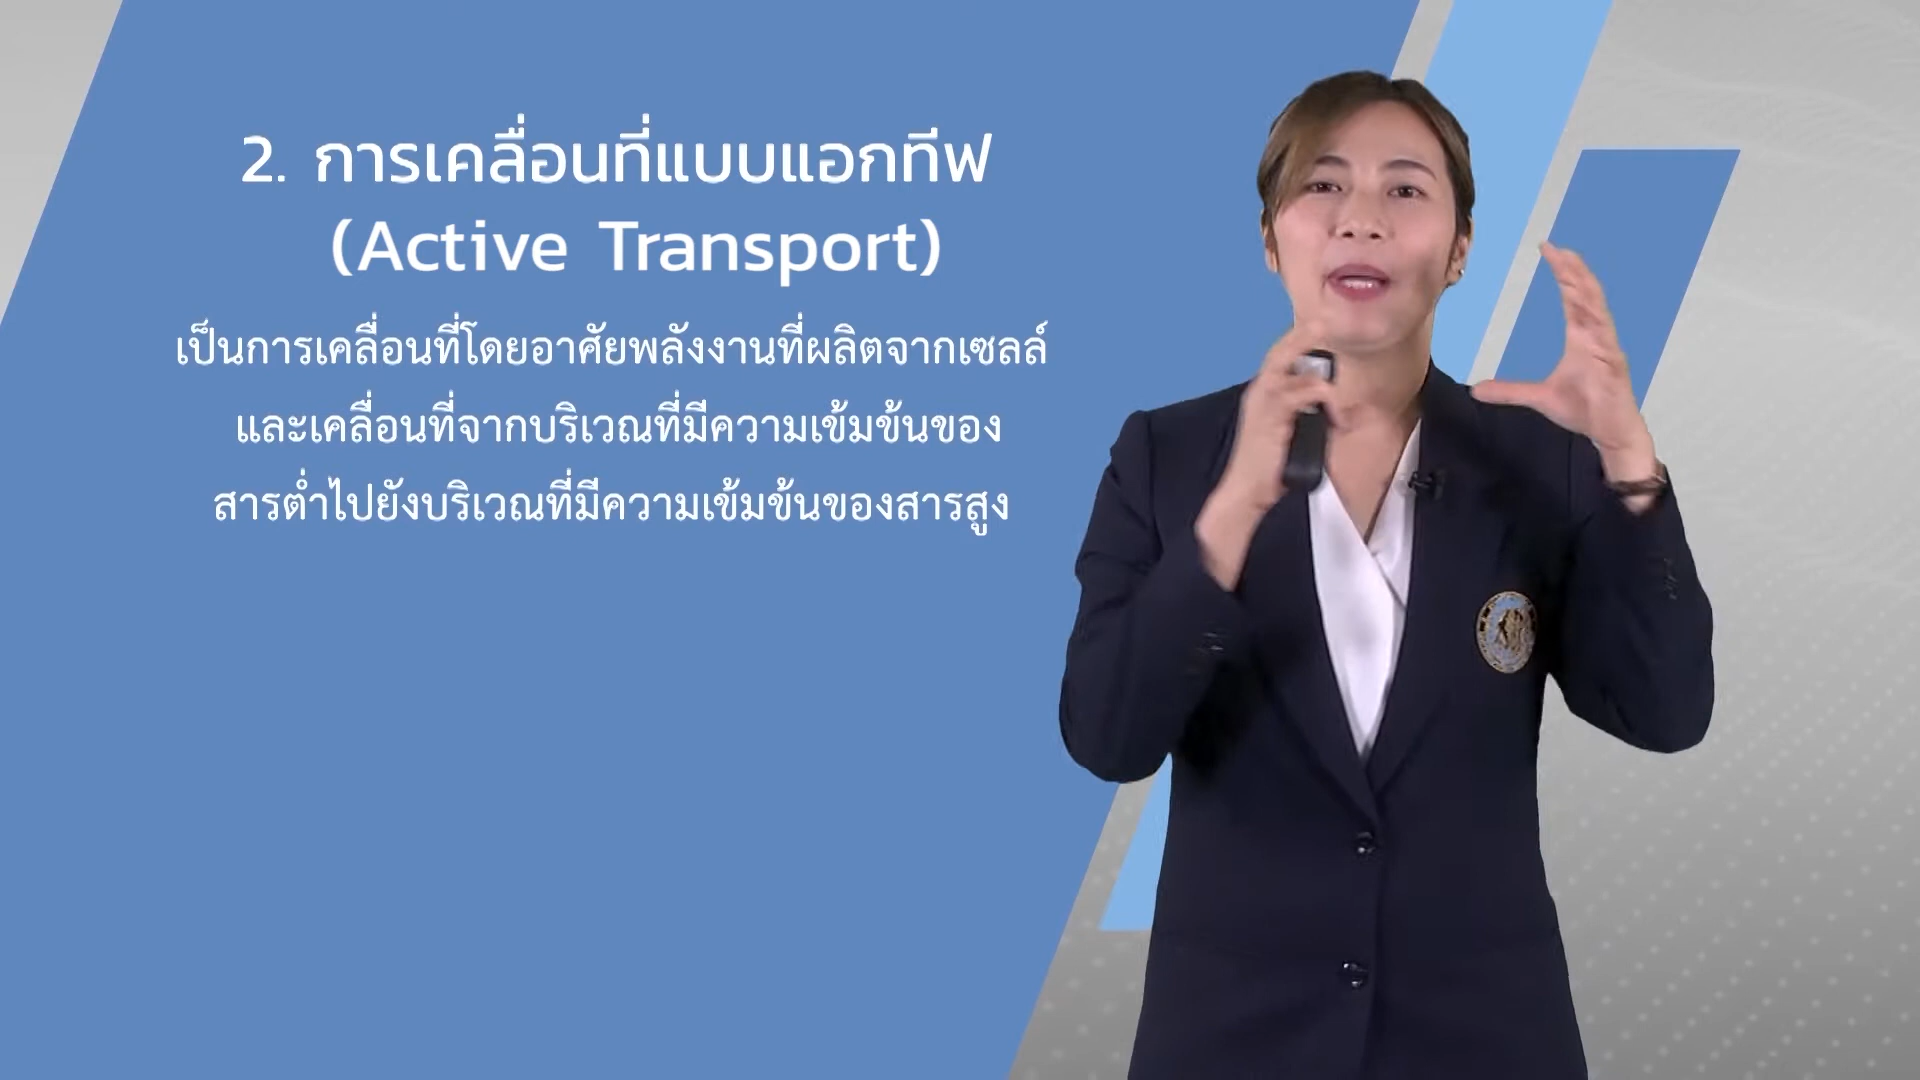 2. การเคลื่อนที่แบบแอกทีฟ
(Active Transport)
เป็นการเคลื่อนที่โดยอาศัยพลังงานที่ผลิตจากเซลล์
และเคลื่อนที่จากบริเวณที่มีความเข้มข้นของ
สารต่ำไปยังบริเวณที่มีความเข้มข้นของสารสูง